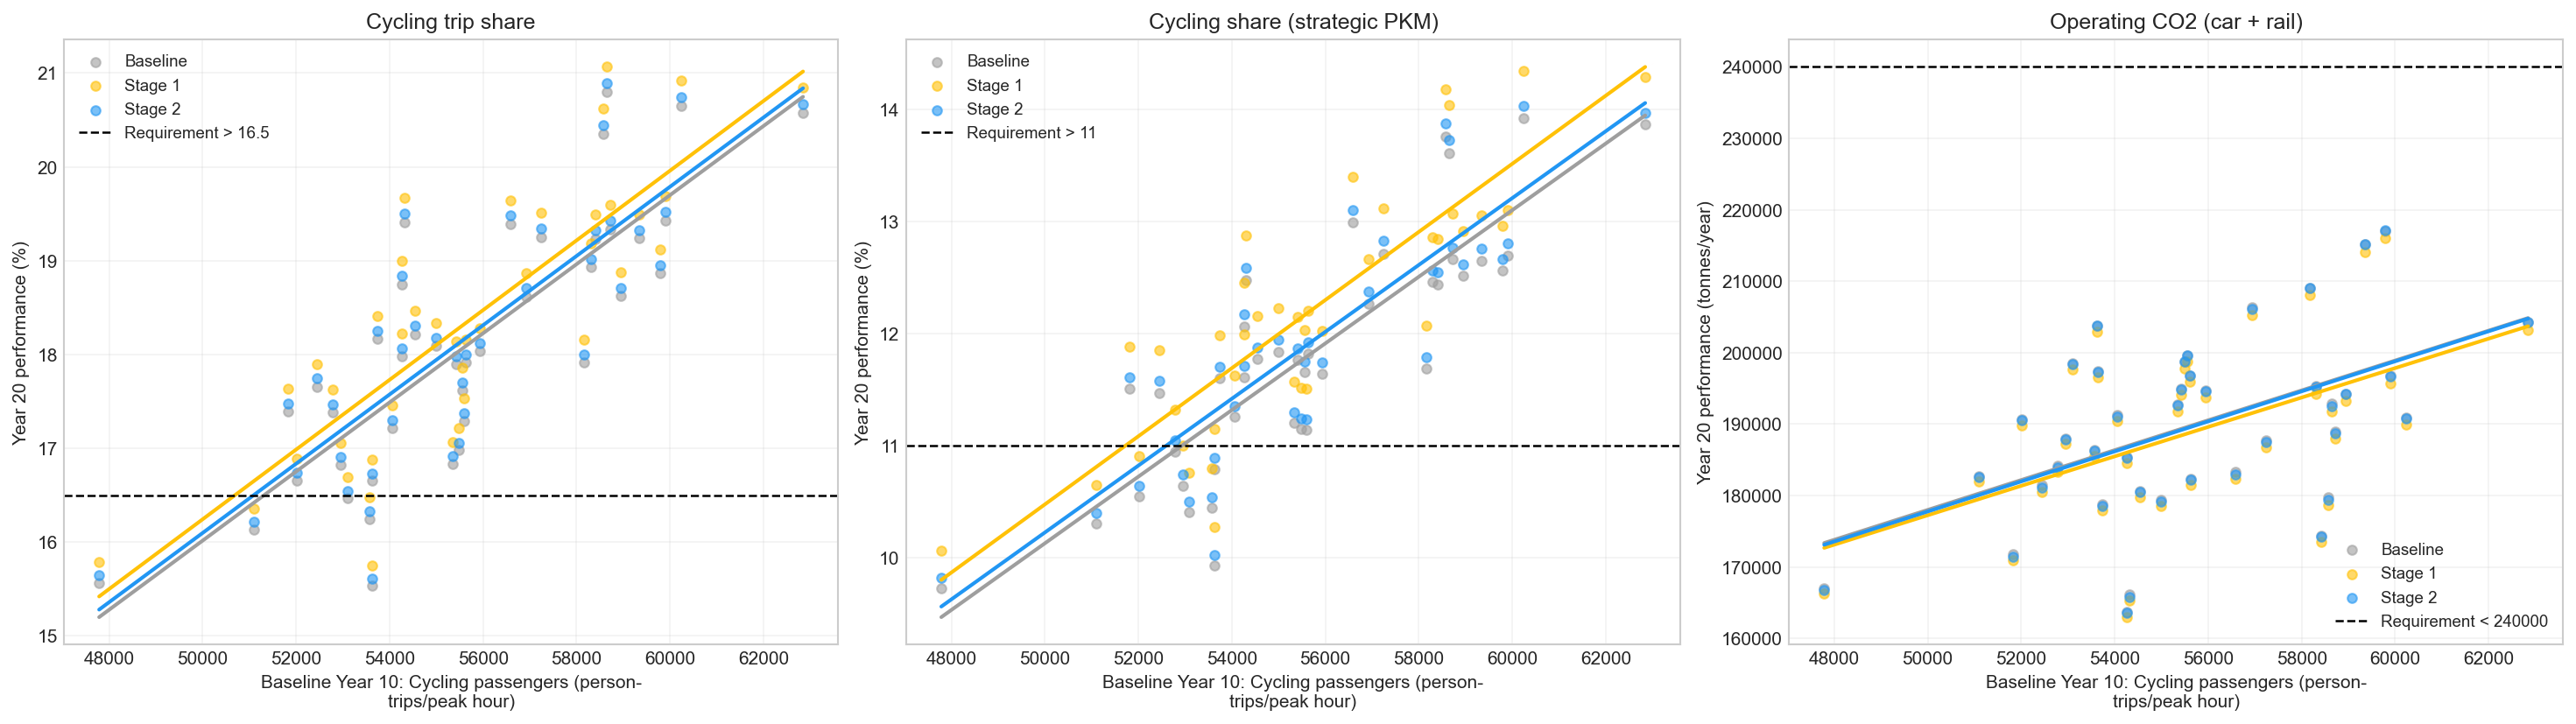 Cycling trip share
Baseline
Stage 1
Stage 2
Requirement > 16.5
Year 20 performance (%)
21
20
19
18
17
16
15
48000 50000 52000 54000 56000 58000 60000 62000
Baseline Year 10: Cycling passengers (person-
trips/peak hour)
Cycling share (strategic PKM)
Baseline
Stage 1
Stage 2
Requirement > 11
Year 20 performance (%)
14
13
12
11
10
48000 50000 52000 54000 56000 58000 60000 62000
Baseline Year 10: Cycling passengers (person-
trips/peak hour)
Operating CO2 (car + rail)
Year 20 performance (tonnes/year)
240000
230000
220000
210000
200000
190000
180000
170000
160000
Baseline
Stage 1
Stage 2
Requirement < 240000
48000 50000 52000 54000 56000 58000 60000 62000
Baseline Year 10: Cycling passengers (person-
trips/peak hour)